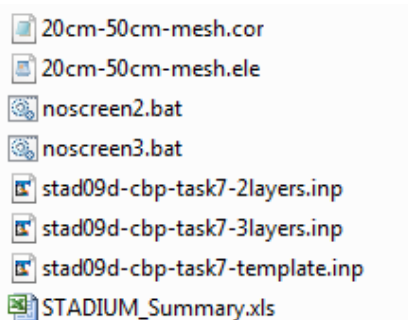 20cm-50cm-mesh.cor
20cm-50cm-mesh.ele
noscreen2.bat
noscreen3.bat
stad09d-cbp-task7-2layers.inp
stad09d-cbp-task7-3layers.inp
stad09d-cbp-task7-template.inp
STADIUM_Summary.xls